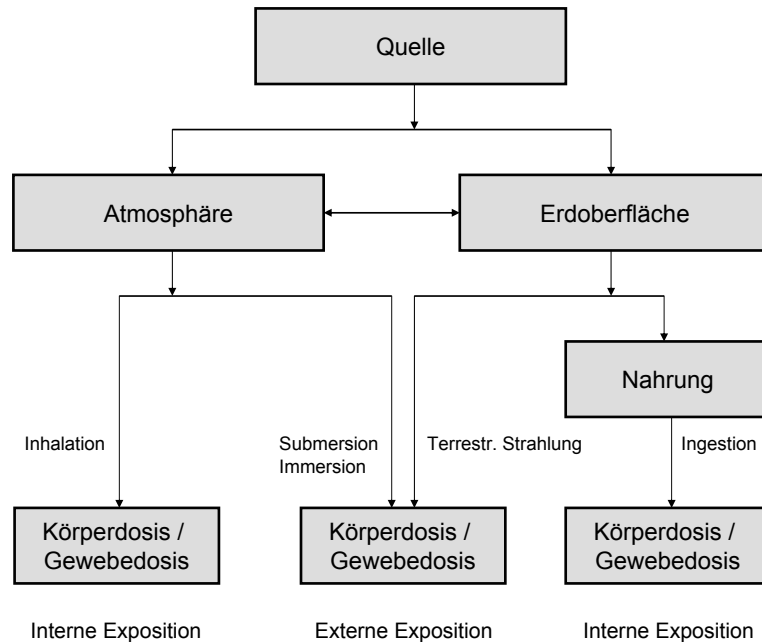 Quelle
Atmosphäre
Erdoberfläche
Nahrung
Inhalation
Submersion
Immersion
Terrestr. Strahlung
Ingestion
Körperdosis /
Gewebedosis
Körperdosis /
Gewebedosis
Körperdosis /
Gewebedosis
Interne Exposition
Externe Exposition
Interne Exposition